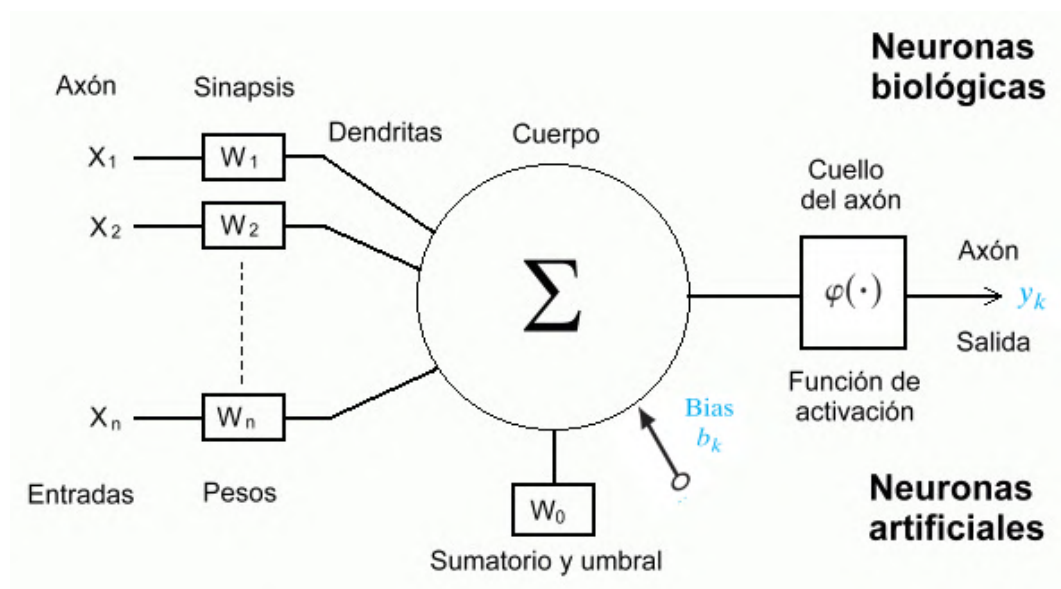 Neuronas
biológicas
Axón
Sinapsis
Dendritas
Cuerpo
Cuello
del axón
X1
W1
X2
W2
Σ
φ(·)
Axón
yk
Salida
Función de
activación
Xn
Wn
Bias
bk
Entradas
Pesos
W0
Sumatorio y umbral
Neuronas
artificiales